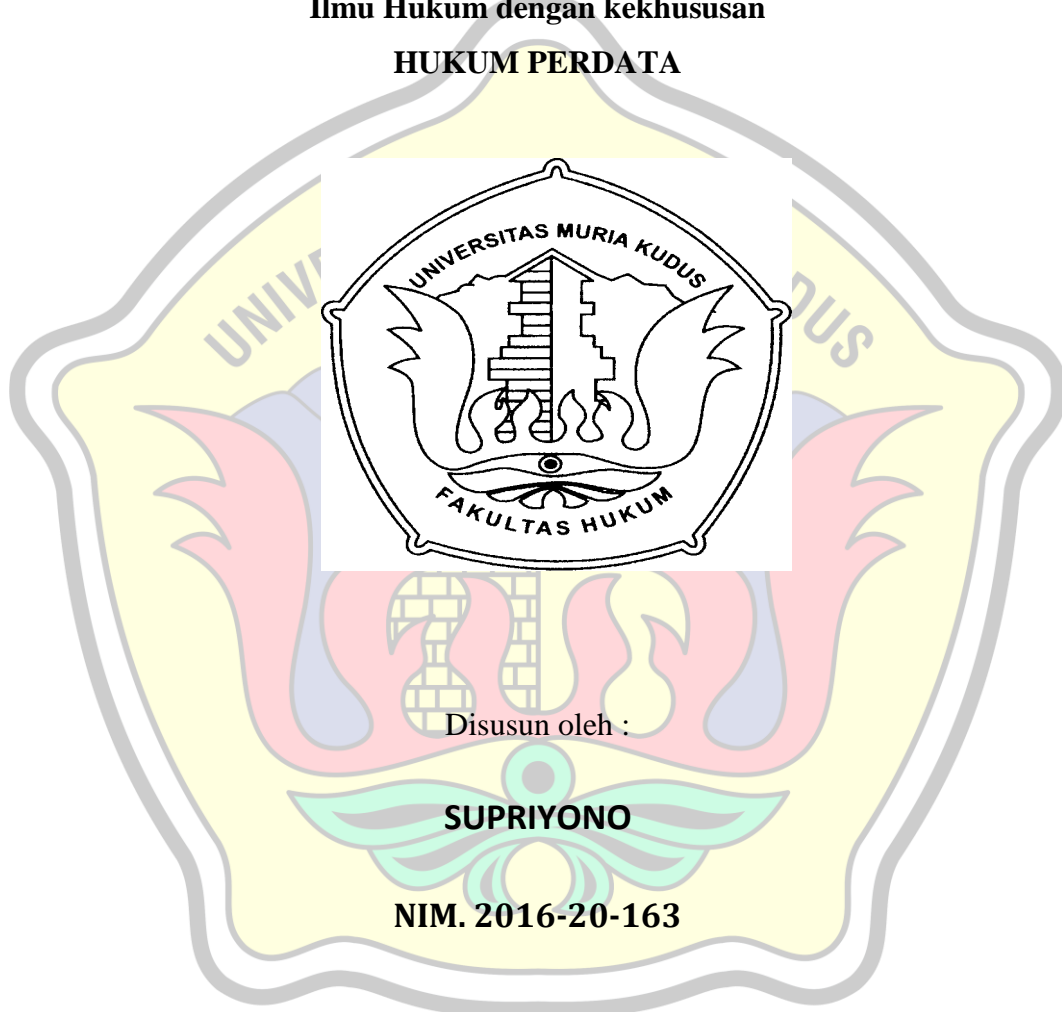 Ilmu Hukum dengan kekhususan
HUKUM PERDATA
UNIVERSITAS MURIA KUDUS
FAKULTAS HUKUM
Disusun oleh :
SUPRIYONO
NIM. 2016-20-163